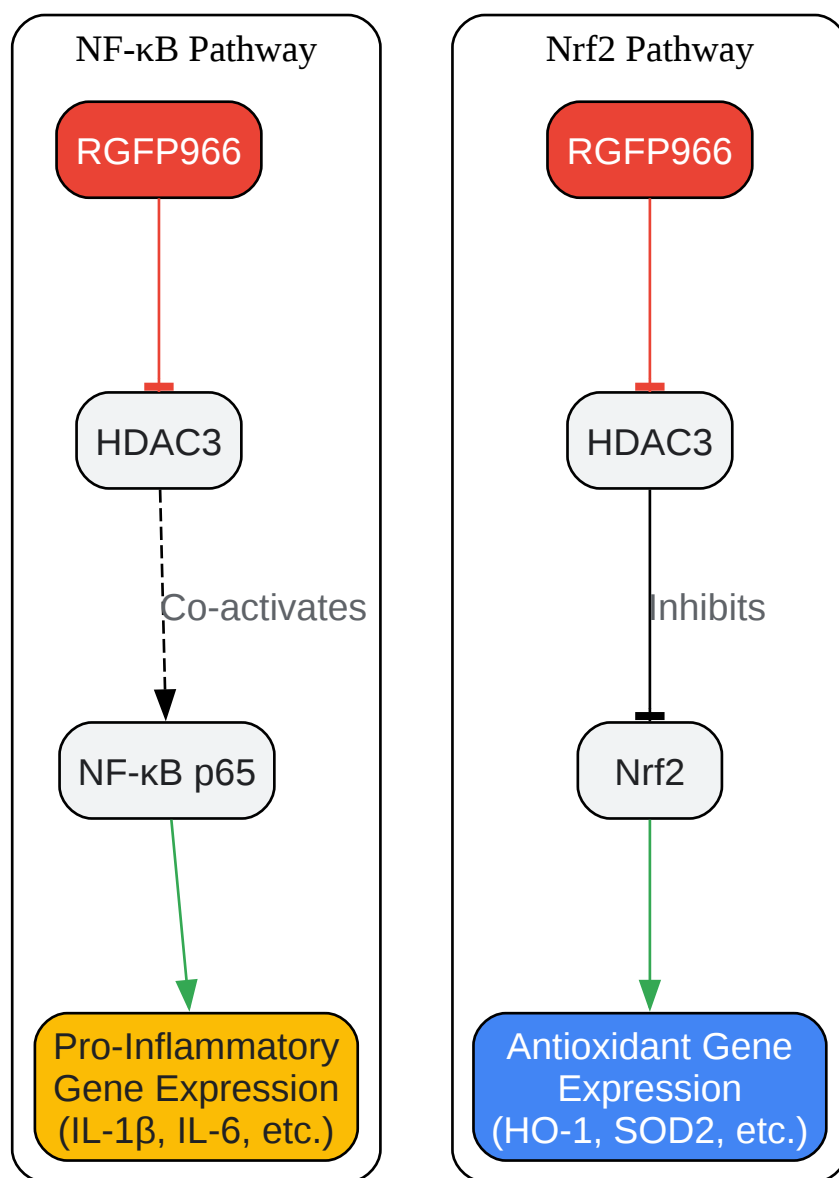 NF-κB Pathway
RGFP966
HDAC3
Co-activates
NF-κB p65
Pro-Inflammatory
Gene Expression
(IL-1β, IL-6, etc.)
Nrf2 Pathway
RGFP966
HDAC3
Inhibits
Nrf2
Antioxidant Gene
Expression
(HO-1, SOD2, etc.)